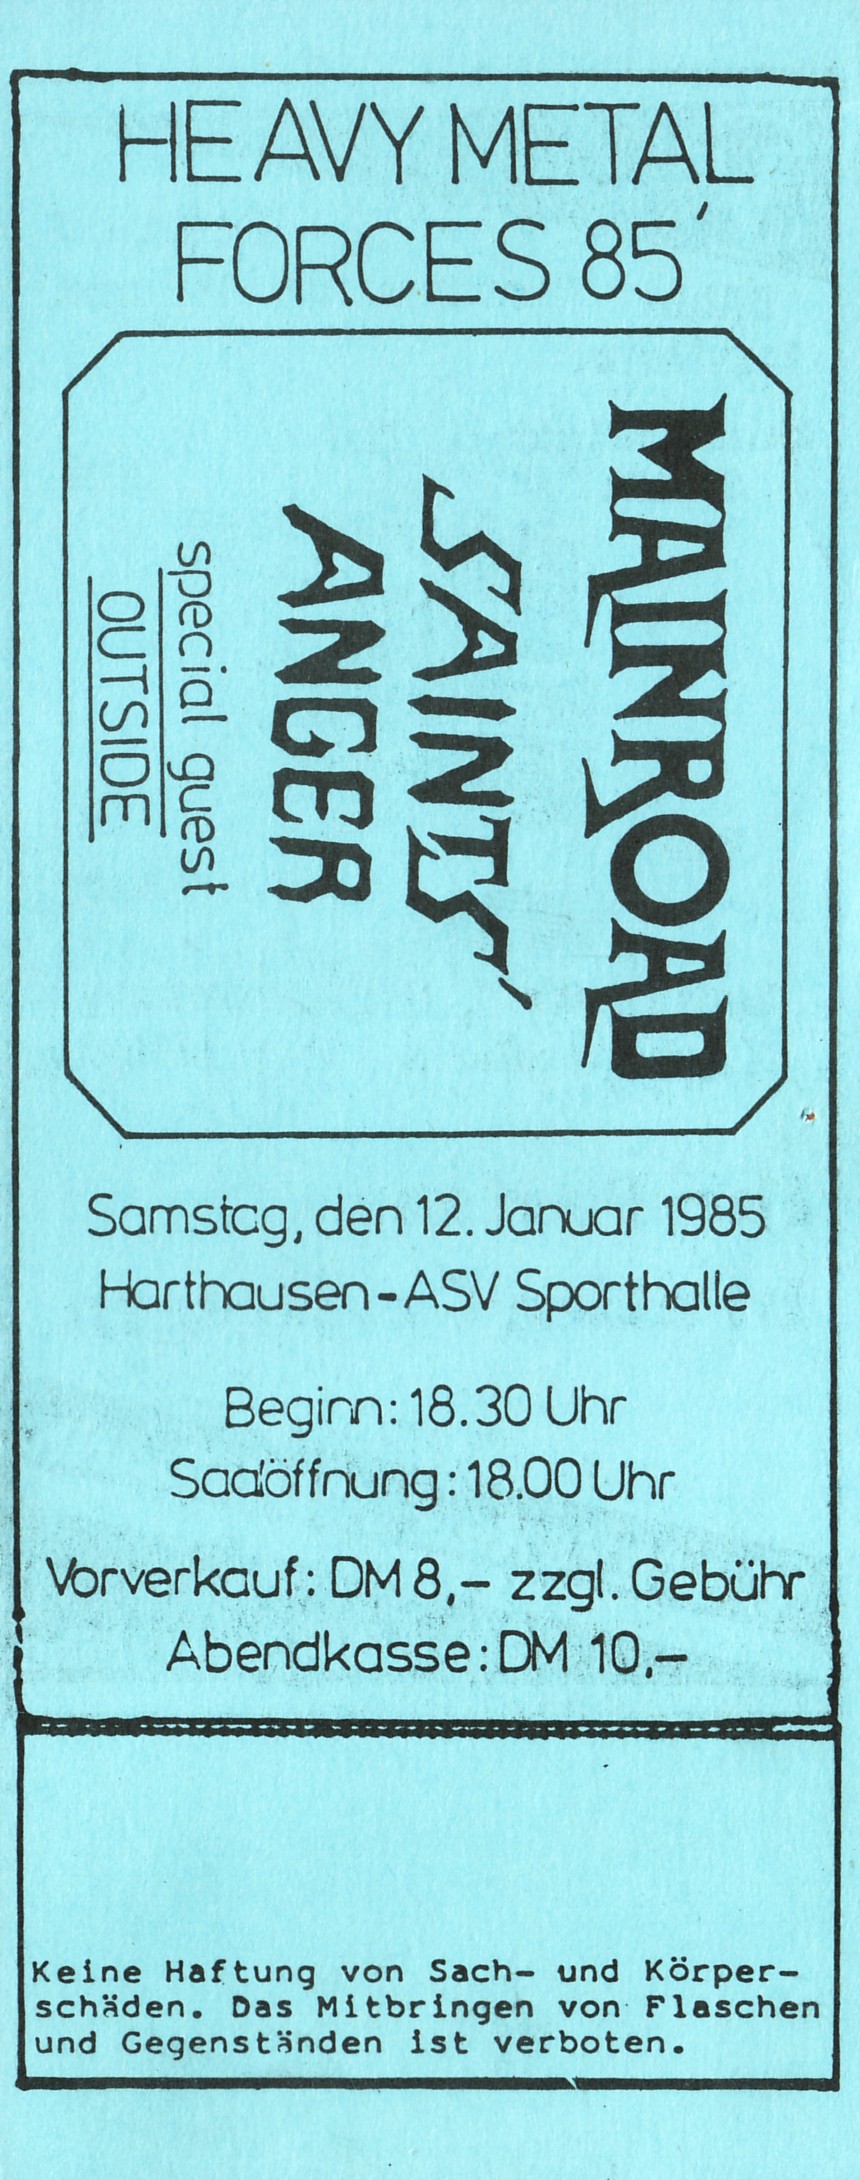 HEAVY METAL
FORCES 85'
MAINROAD
SAINTS'
ANGER
special guest
OUTSIDE
Samstag, den 12. Januar 1985
Harthausen-ASV Sporthalle
Beginn: 18.30 Uhr
Saalöffnung: 18.00 Uhr
Vorverkauf: DM 8,- zzgl. Gebühr
Abendkasse: DM 10,-
Keine Haftung von Sach- und Körper-
schäden. Das Mitbringen von Flaschen
und Gegenständen ist verboten.